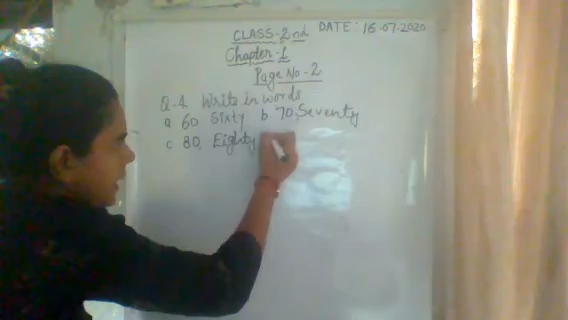 CLASS-2nd DATE: 16-07-2020
Chapter-1
Page No-2
Q-4. Write in words
a 60 Sixty b 70, Seventy
c 80, Eighty